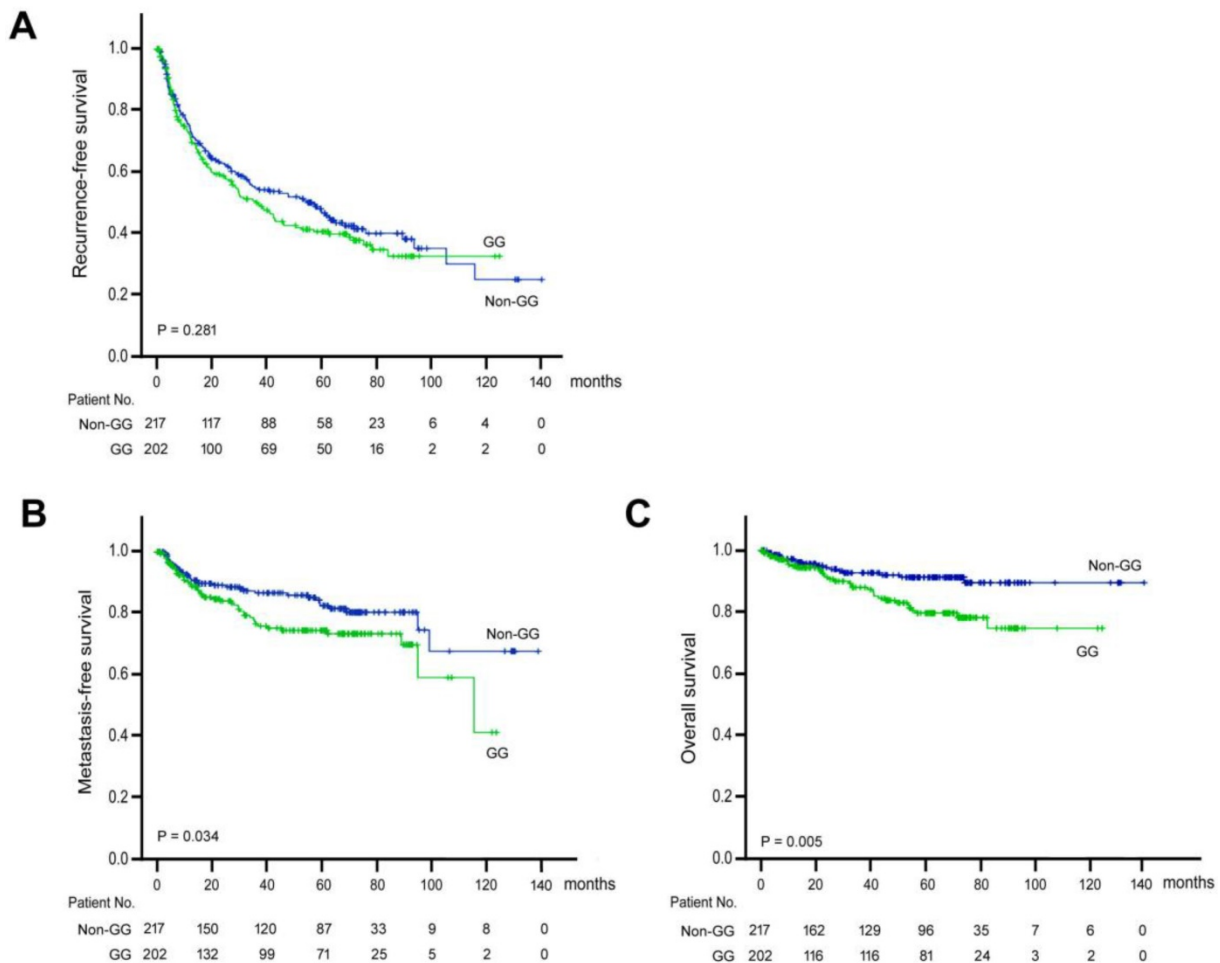 A
Recurrence-free survival
1.0
0.8
0.6
0.4
0.2
0.0
GG
Non-GG
P = 0.281
0 20 40 60 80 100 120 140 months
Patient No.
Non-GG 217 117 88 58 23 6 4 0
GG 202 100 69 50 16 2 2 0
B
Metastasis-free survival
1.0
0.8
0.6
0.4
0.2
0.0
Non-GG
GG
P = 0.034
0 20 40 60 80 100 120 140 months
Patient No.
Non-GG 217 150 120 87 33 9 8 0
GG 202 132 99 71 25 5 2 0
C
Overall survival
1.0
0.8
0.6
0.4
0.2
0.0
Non-GG
GG
P = 0.005
0 20 40 60 80 100 120 140 months
Patient No.
Non-GG 217 162 129 96 35 7 6 0
GG 202 116 116 81 24 3 2 0